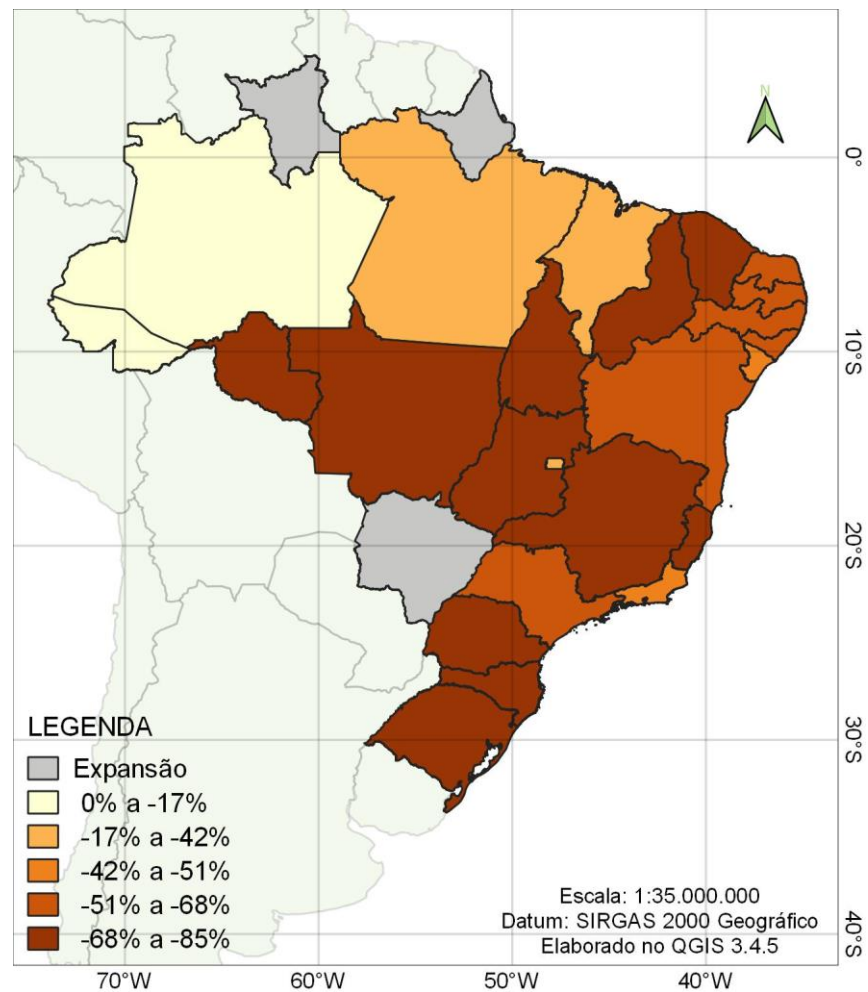 N
0°
10°S
20°S
30°S
40°S
LEGENDA
Expansão
0% a -17%
-17% a -42%
-42% a -51%
-51% a -68%
-68% a -85%
Escala: 1:35.000.000
Datum: SIRGAS 2000 Geográfico
Elaborado no QGIS 3.4.5
70°W 60°W 50°W 40°W